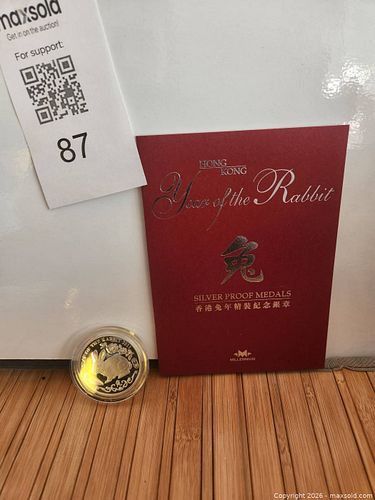 maxsold
Get in on the auction!
For support:
87
HONG
KONG
Year of the Rabbit
兔
SILVER PROOF MEDALS
香港兔年精裝紀念銀章
MILLENNIUM
Copyright 2026 - maxsold.com